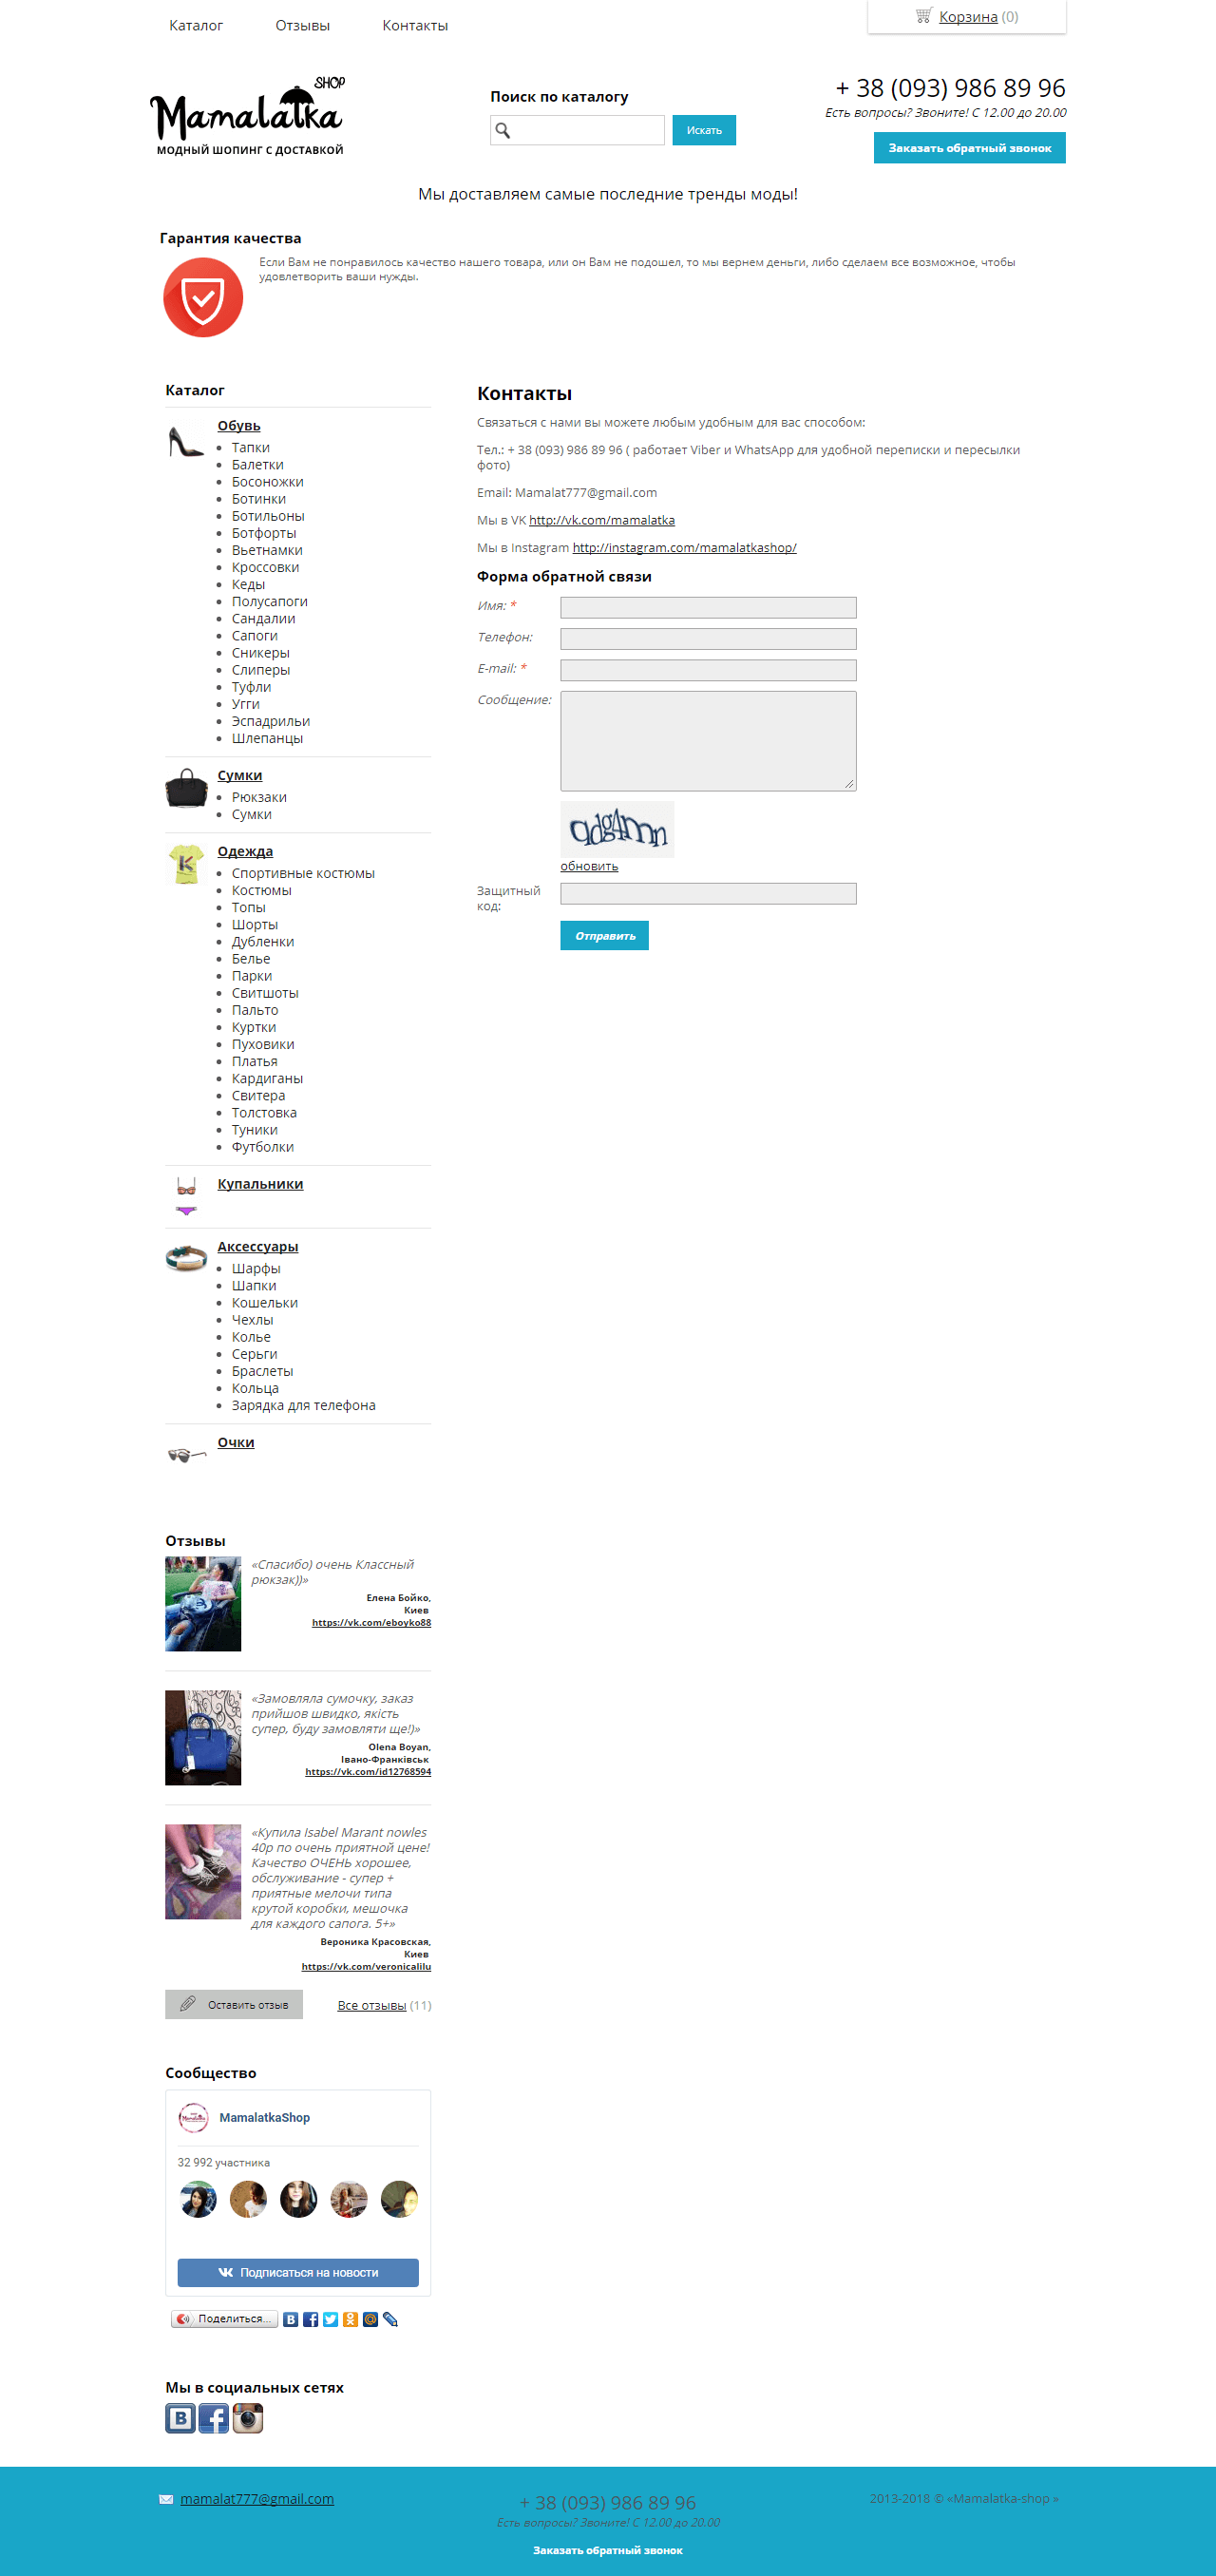 Каталог
Отзывы
Контакты
Корзина (0)
Mamalatka SHOP
МОДНЫЙ ШОПИНГ С ДОСТАВКОЙ
Поиск по каталогу
Искать
+ 38 (093) 986 89 96
Есть вопросы? Звоните! С 12.00 до 20.00
Заказать обратный звонок
Мы доставляем самые последние тренды моды!
Гарантия качества
Если Вам не понравилось качество нашего товара, или он Вам не подошел, то мы вернем деньги, либо сделаем все возможное, чтобы
удовлетворить ваши нужды.
Каталог
Обувь
Тапки
Балетки
Босоножки
Ботинки
Ботильоны
Ботфорты
Вьетнамки
Кроссовки
Кеды
Полусапоги
Сандалии
Сапоги
Сникеры
Слиперы
Туфли
Угги
Эспадрильи
Шлепанцы
Сумки
Рюкзаки
Сумки
Одежда
Спортивные костюмы
Костюмы
Топы
Шорты
Дубленки
Белье
Парки
Свитшоты
Пальто
Куртки
Пуховики
Платья
Кардиганы
Свитера
Толстовка
Туники
Футболки
Купальники
Аксессуары
Шарфы
Шапки
Кошельки
Чехлы
Колье
Серьги
Браслеты
Кольца
Зарядка для телефона
Очки
Контакты
Связаться с нами вы можете любым удобным для вас способом:
Тел.: + 38 (093) 986 89 96 ( работает Viber и WhatsApp для удобной переписки и пересылки
фото)
Email: Mamalat777@gmail.com
Мы в VK http://vk.com/mamalatka
Мы в Instagram http://instagram.com/mamalatkashop/
Форма обратной связи
Имя: *
Телефон:
E-mail: *
Сообщение:
qdg4mn
обновить
Защитный
код:
Отправить
Отзывы
«Спасибо) очень Классный
рюкзак))»
Елена Бойко,
Киев
https://vk.com/eboyko88
«Замовляла сумочку, заказ
прийшов швидко, якість
супер, буду замовляти ще!)»
Olena Boyan,
Івано-Франківськ
https://vk.com/id12768594
«Купила Isabel Marant nowles
40р по очень приятной цене!
Качество ОЧЕНЬ хорошее,
обслуживание - супер +
приятные мелочи типа
крутой коробки, мешочка
для каждого сапога. 5+»
Вероника Красовская,
Киев
https://vk.com/veronicalilu
Оставить отзыв
Все отзывы (11)
Сообщество
MamalatkaShop
32 992 участника
Подписаться на новости
Поделиться...
Мы в социальных сетях
mamalat777@gmail.com
+ 38 (093) 986 89 96
Есть вопросы? Звоните! С 12.00 до 20.00
Заказать обратный звонок
2013-2018 © «Mamalatka-shop »